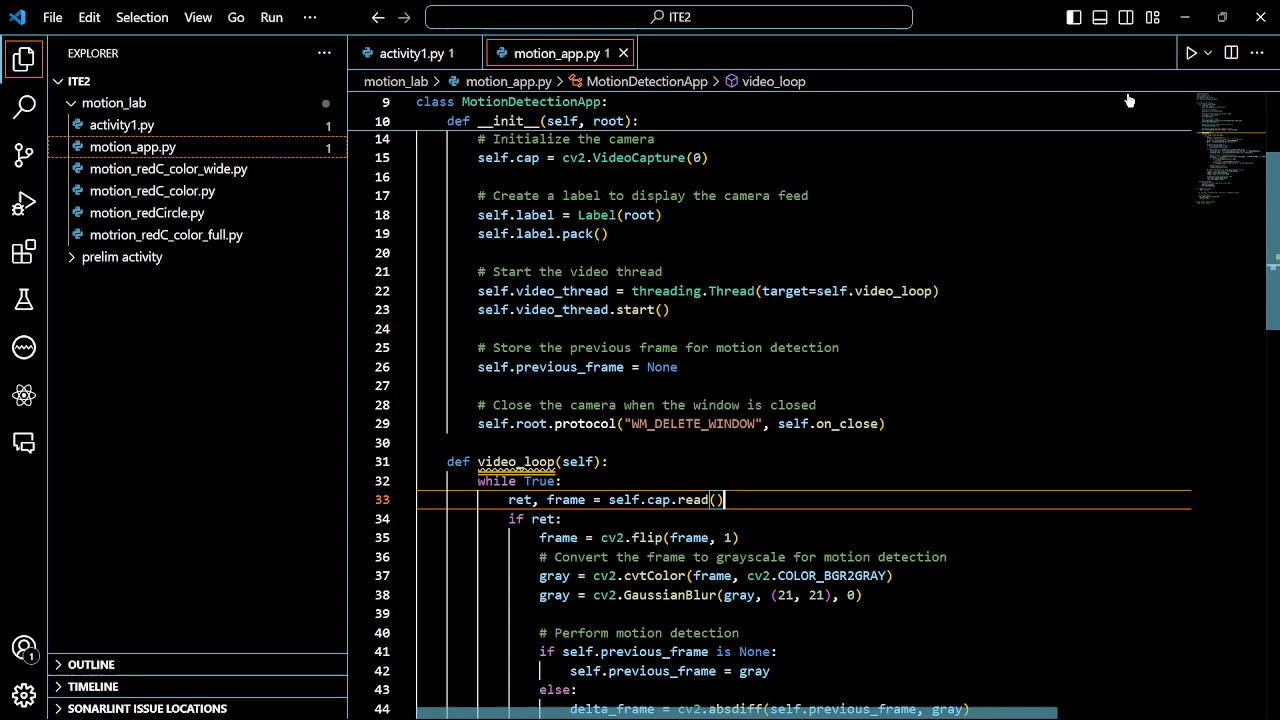 File Edit Selection View Go Run ···
ITE2
EXPLORER
ITE2
motion_lab
activity1.py 1
motion_app.py 1
motion_redC_color_wide.py
motion_redC_color.py
motion_redCircle.py
motrion_redC_color_full.py
prelim activity
OUTLINE
TIMELINE
SONARLINT ISSUE LOCATIONS
1
activity1.py 1
motion_app.py 1
motion_lab > motion_app.py > MotionDetectionApp > video_loop
9 class MotionDetectionApp:
10 def __init__(self, root):
14 # Initialize the camera
15 self.cap = cv2.VideoCapture(0)
16
17 # Create a label to display the camera feed
18 self.label = Label(root)
19 self.label.pack()
20
21 # Start the video thread
22 self.video_thread = threading.Thread(target=self.video_loop)
23 self.video_thread.start()
24
25 # Store the previous frame for motion detection
26 self.previous_frame = None
27
28 # Close the camera when the window is closed
29 self.root.protocol("WM_DELETE_WINDOW", self.on_close)
30
31 def video_loop(self):
32 while True:
33 ret, frame = self.cap.read()
34 if ret:
35 frame = cv2.flip(frame, 1)
36 # Convert the frame to grayscale for motion detection
37 gray = cv2.cvtColor(frame, cv2.COLOR_BGR2GRAY)
38 gray = cv2.GaussianBlur(gray, (21, 21), 0)
39
40 # Perform motion detection
41 if self.previous_frame is None:
42 self.previous_frame = gray
43 else:
44 delta_frame = cv2.absdiff(self.previous_frame, gray)